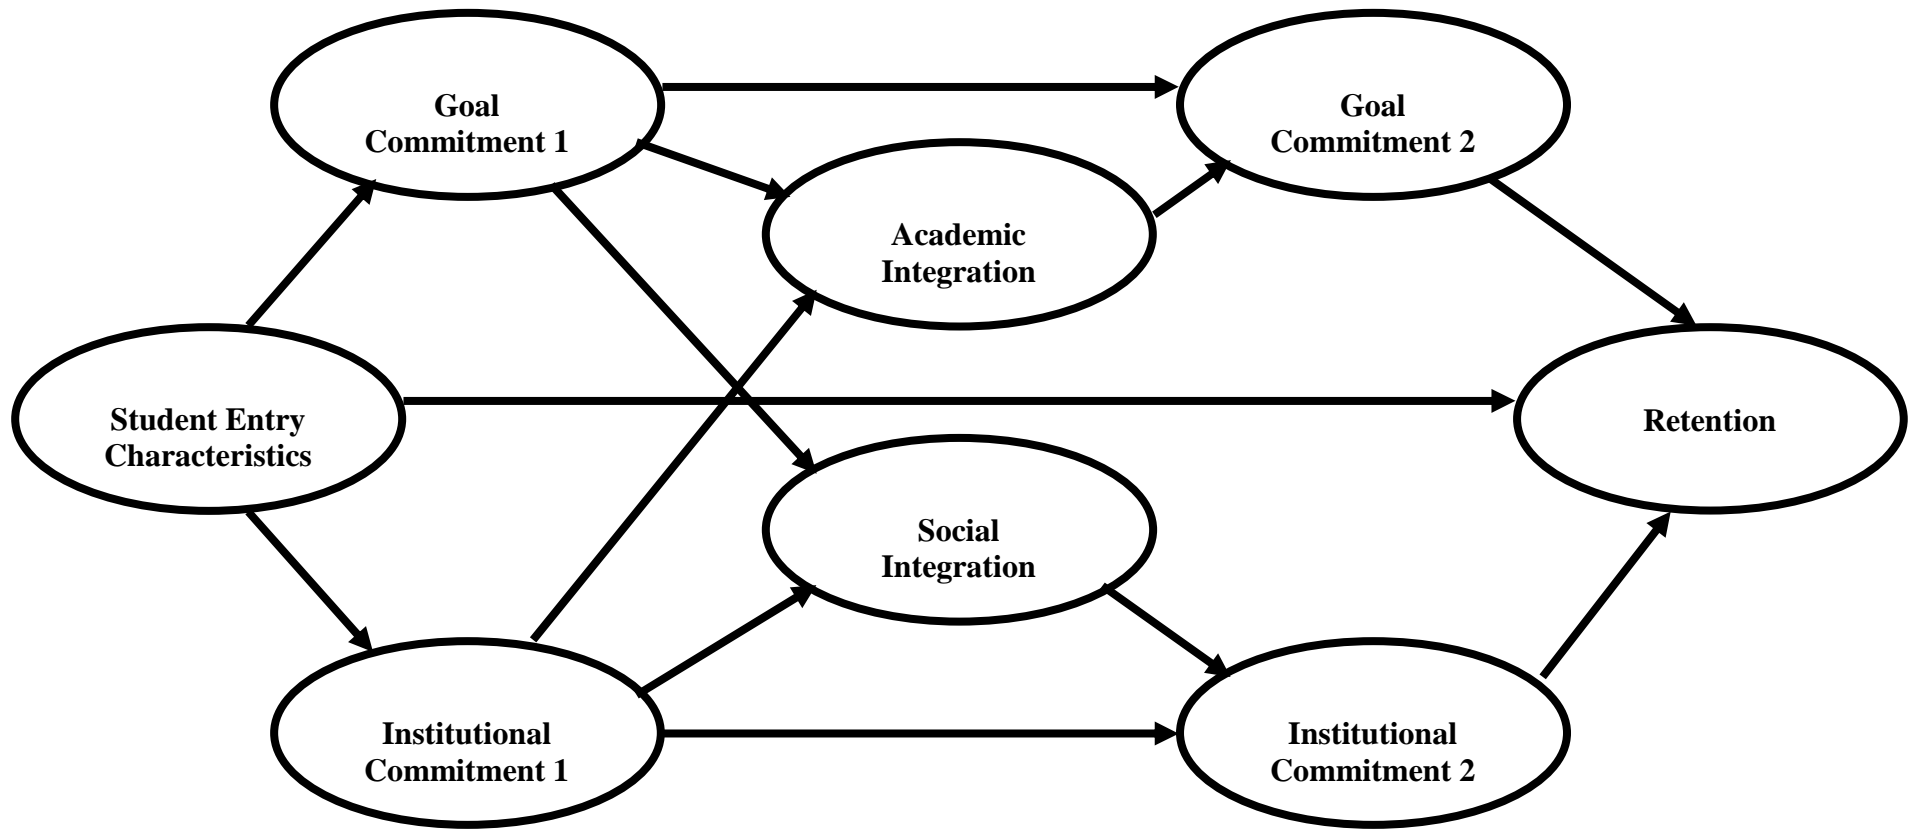 Goal
Commitment 1
Goal
Commitment 2
Academic
Integration
Student Entry
Characteristics
Retention
Social
Integration
Institutional
Commitment 1
Institutional
Commitment 2